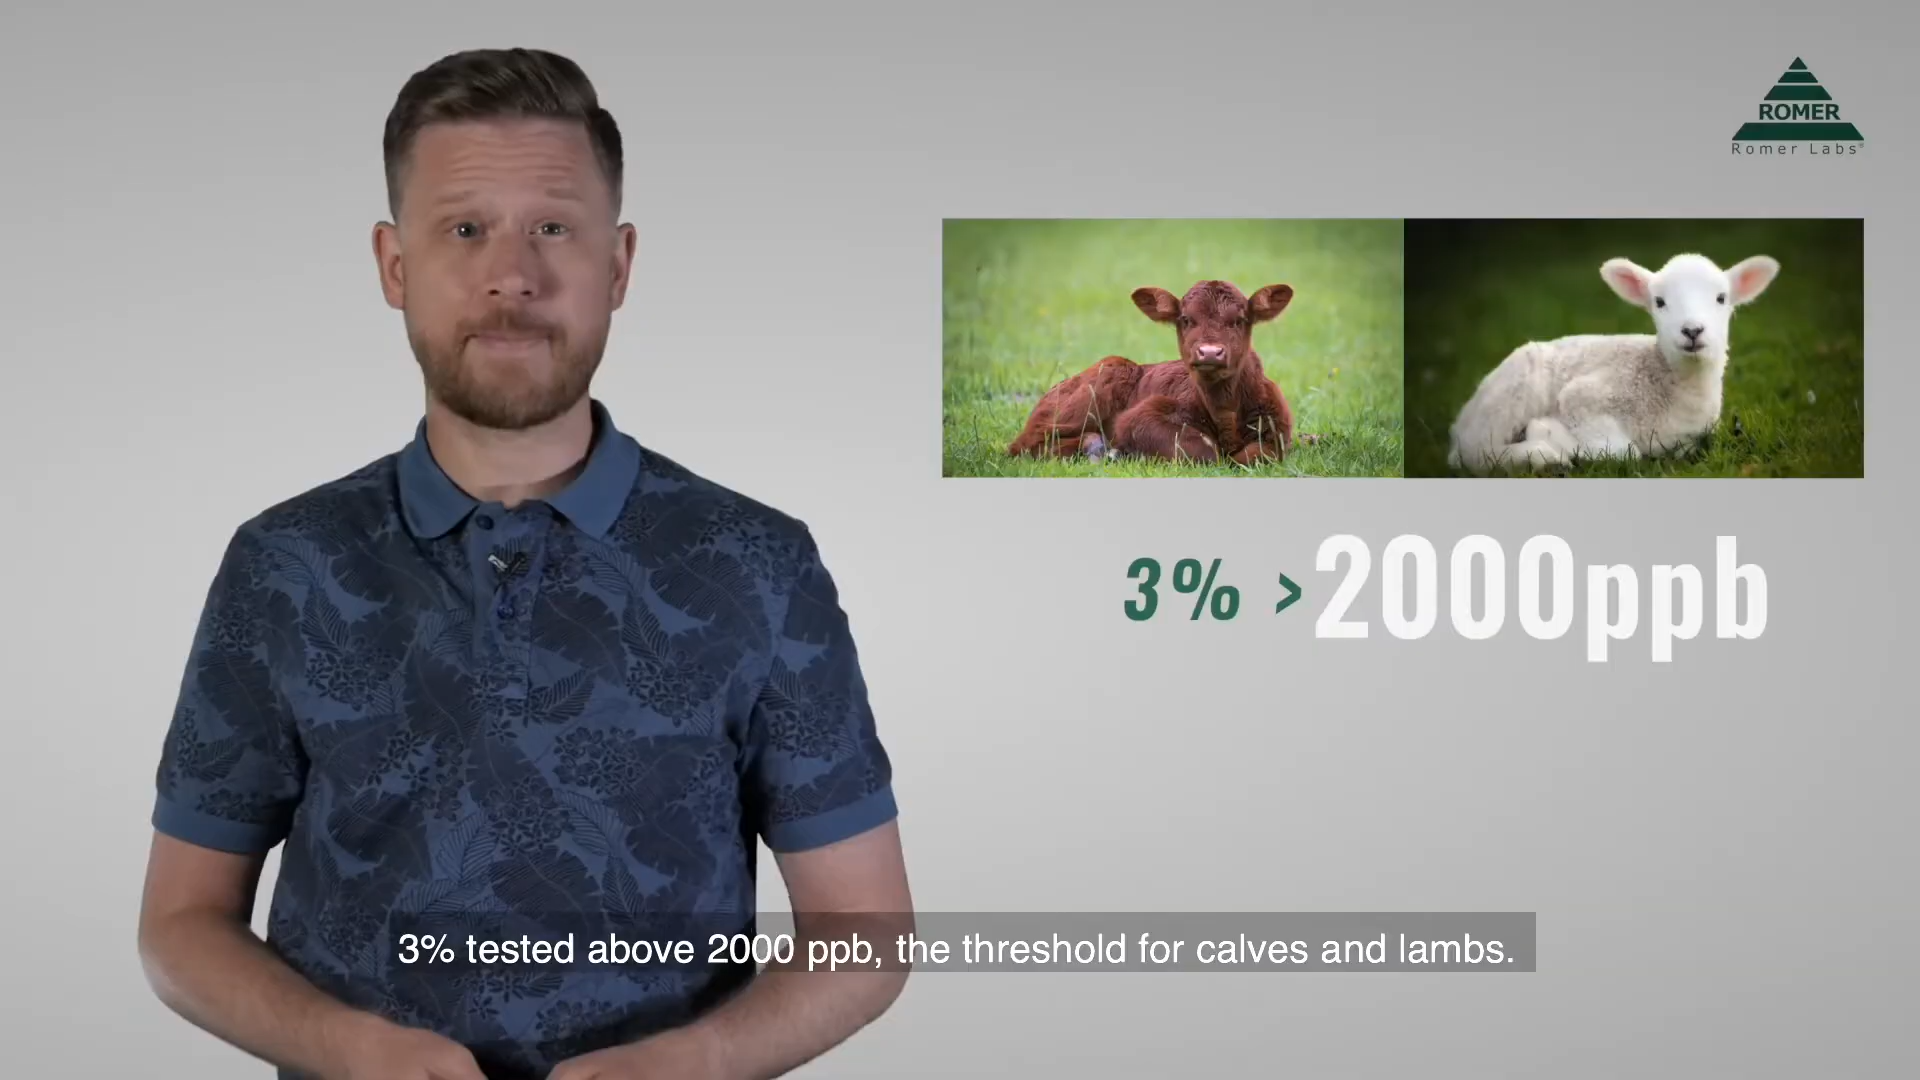 ROMER
Romer Labs®
3% >2000ppb
3% tested above 2000 ppb, the threshold for calves and lambs.